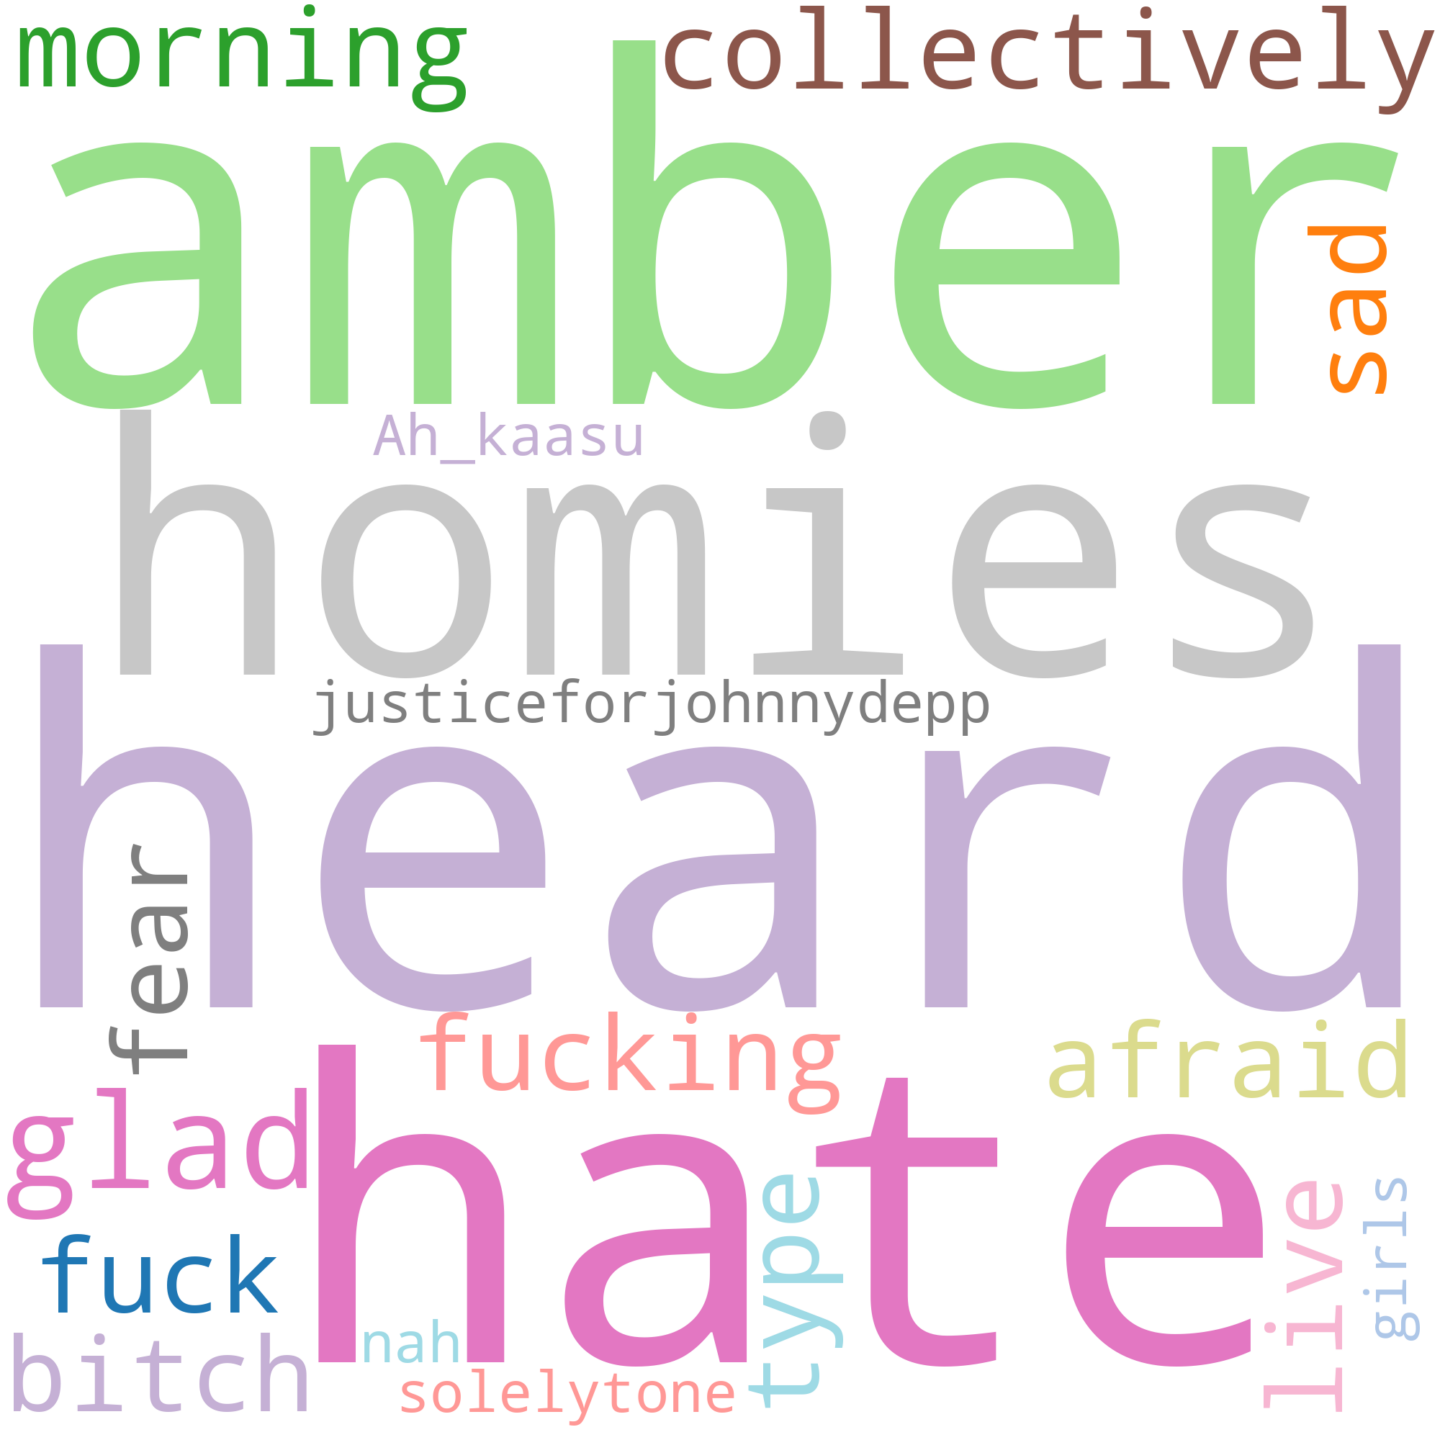 morning
collectively
amber
sad
Ah_kaasu
homies
justiceforjohnnydepp
heard
fear
fucking
afraid
glad
hate
type
live
girls
fuck
nah
bitch
solelytone